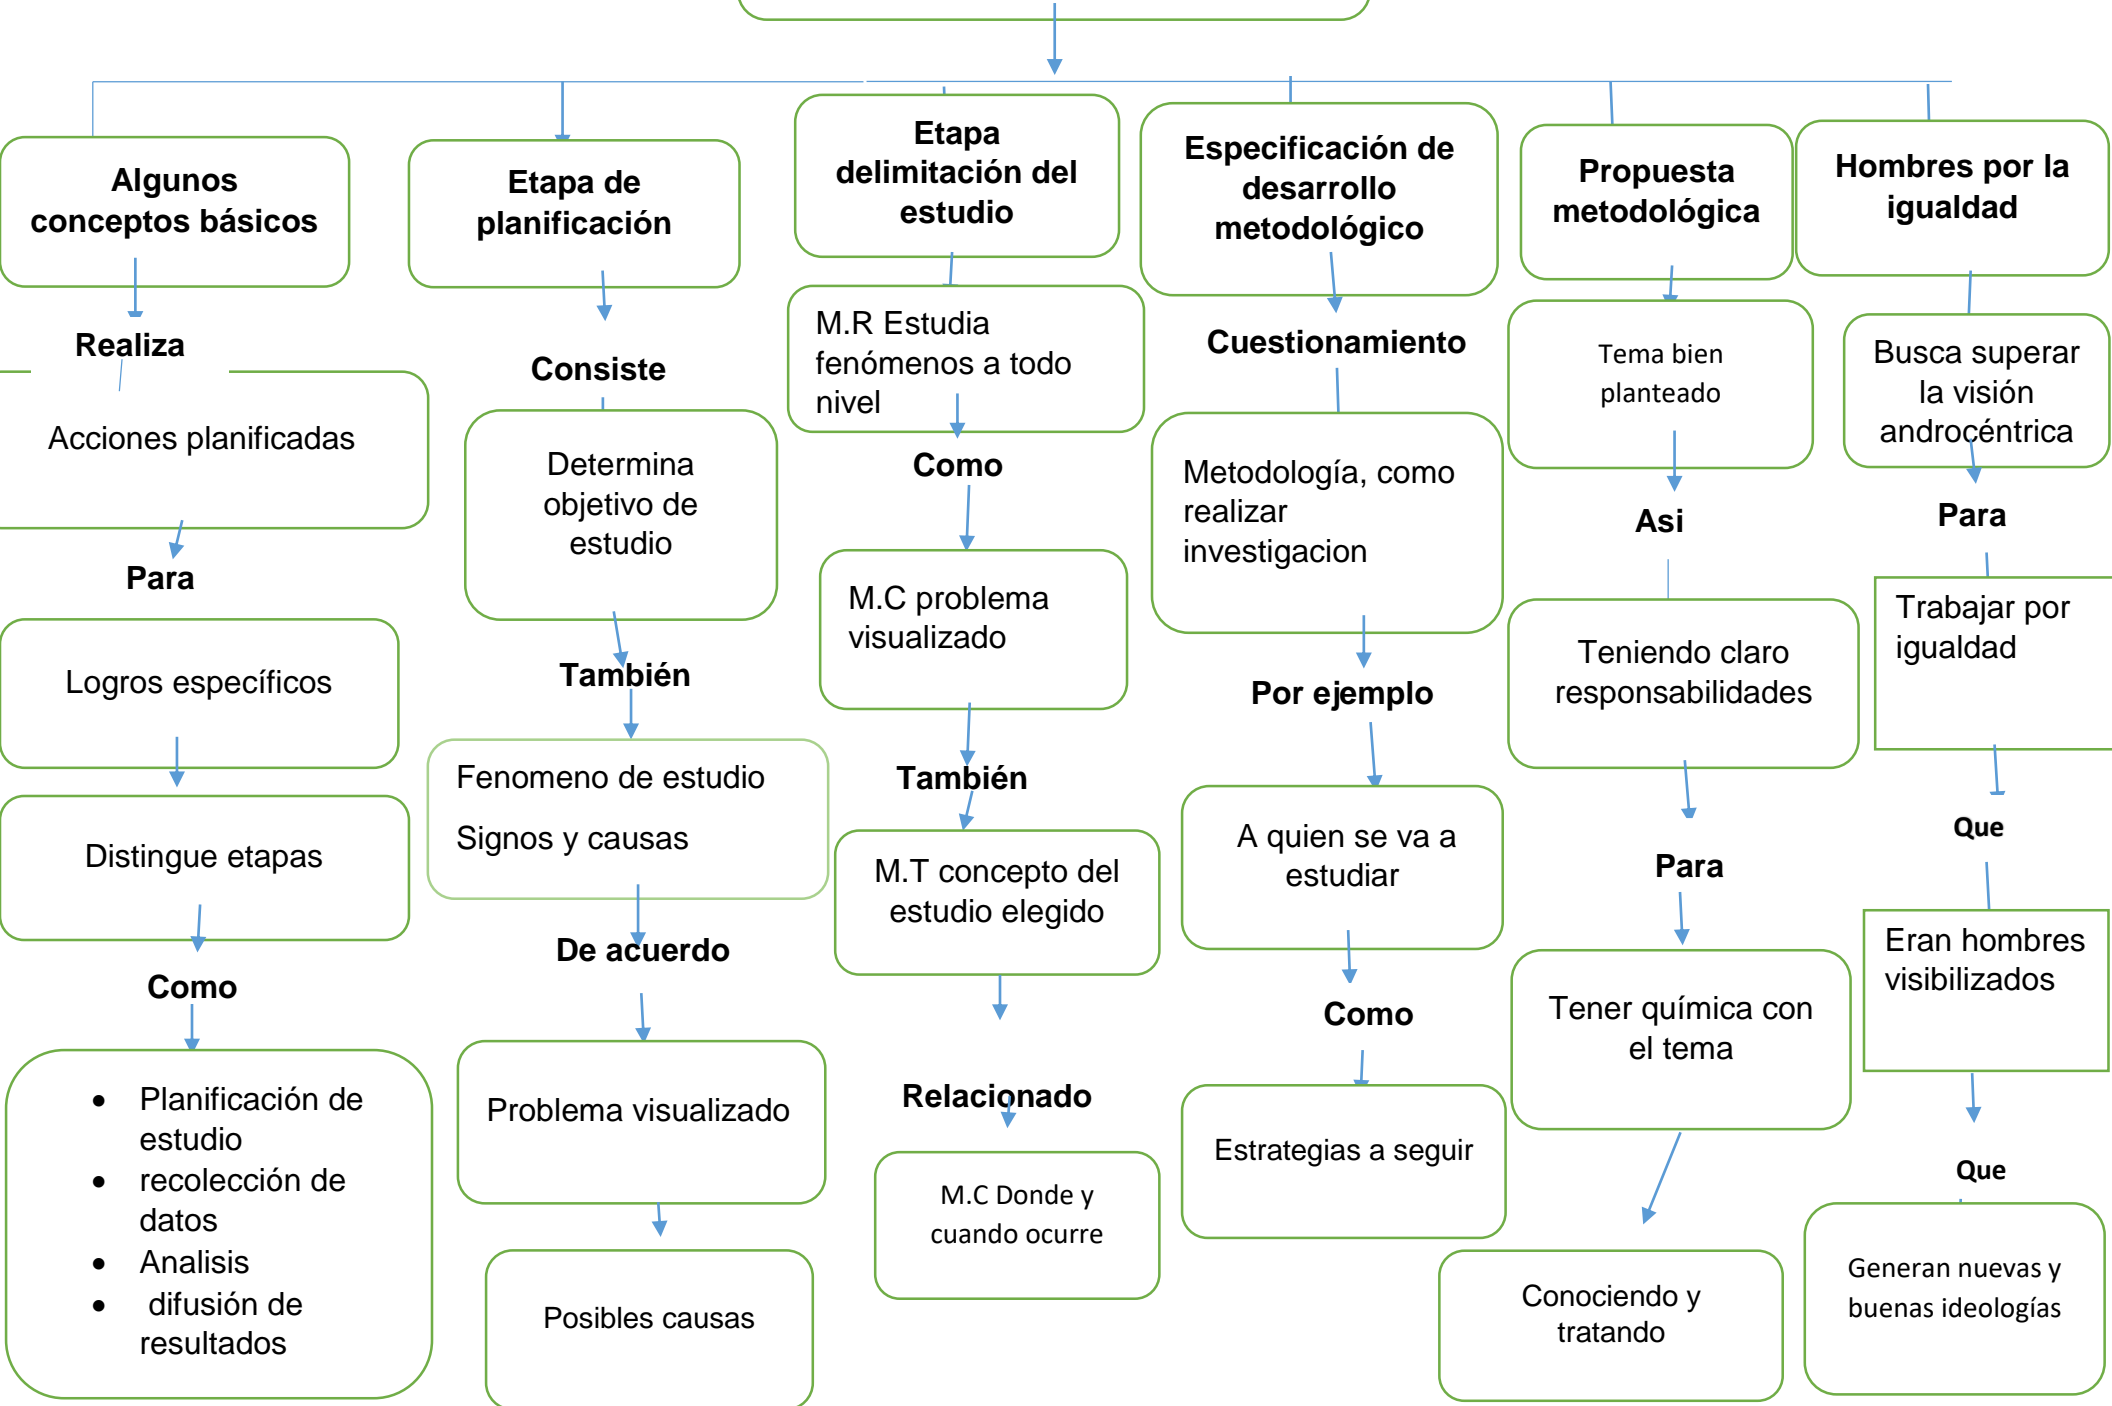 Algunos
conceptos básicos
Realiza
Acciones planificadas
Para
Logros específicos
Distingue etapas
Como
• Planificación de
estudio
• recolección de
datos
• Analisis
• difusión de
resultados
Etapa de
planificación
Consiste
Determina
objetivo de
estudio
También
Fenomeno de estudio
Signos y causas
De acuerdo
Problema visualizado
Posibles causas
Etapa
delimitación del
estudio
M.R Estudia
fenómenos a todo
nivel
Como
M.C problema
visualizado
También
M.T concepto del
estudio elegido
Relacionado
M.C Donde y
cuando ocurre
Especificación de
desarrollo
metodológico
Cuestionamiento
Metodología, como
realizar
investigacion
Por ejemplo
A quien se va a
estudiar
Como
Estrategias a seguir
Propuesta
metodológica
Tema bien
planteado
Asi
Teniendo claro
responsabilidades
Para
Tener química con
el tema
Conociendo y
tratando
Hombres por la
igualdad
Busca superar
la visión
androcéntrica
Para
Trabajar por
igualdad
Que
Eran hombres
visibilizados
Que
Generan nuevas y
buenas ideologías